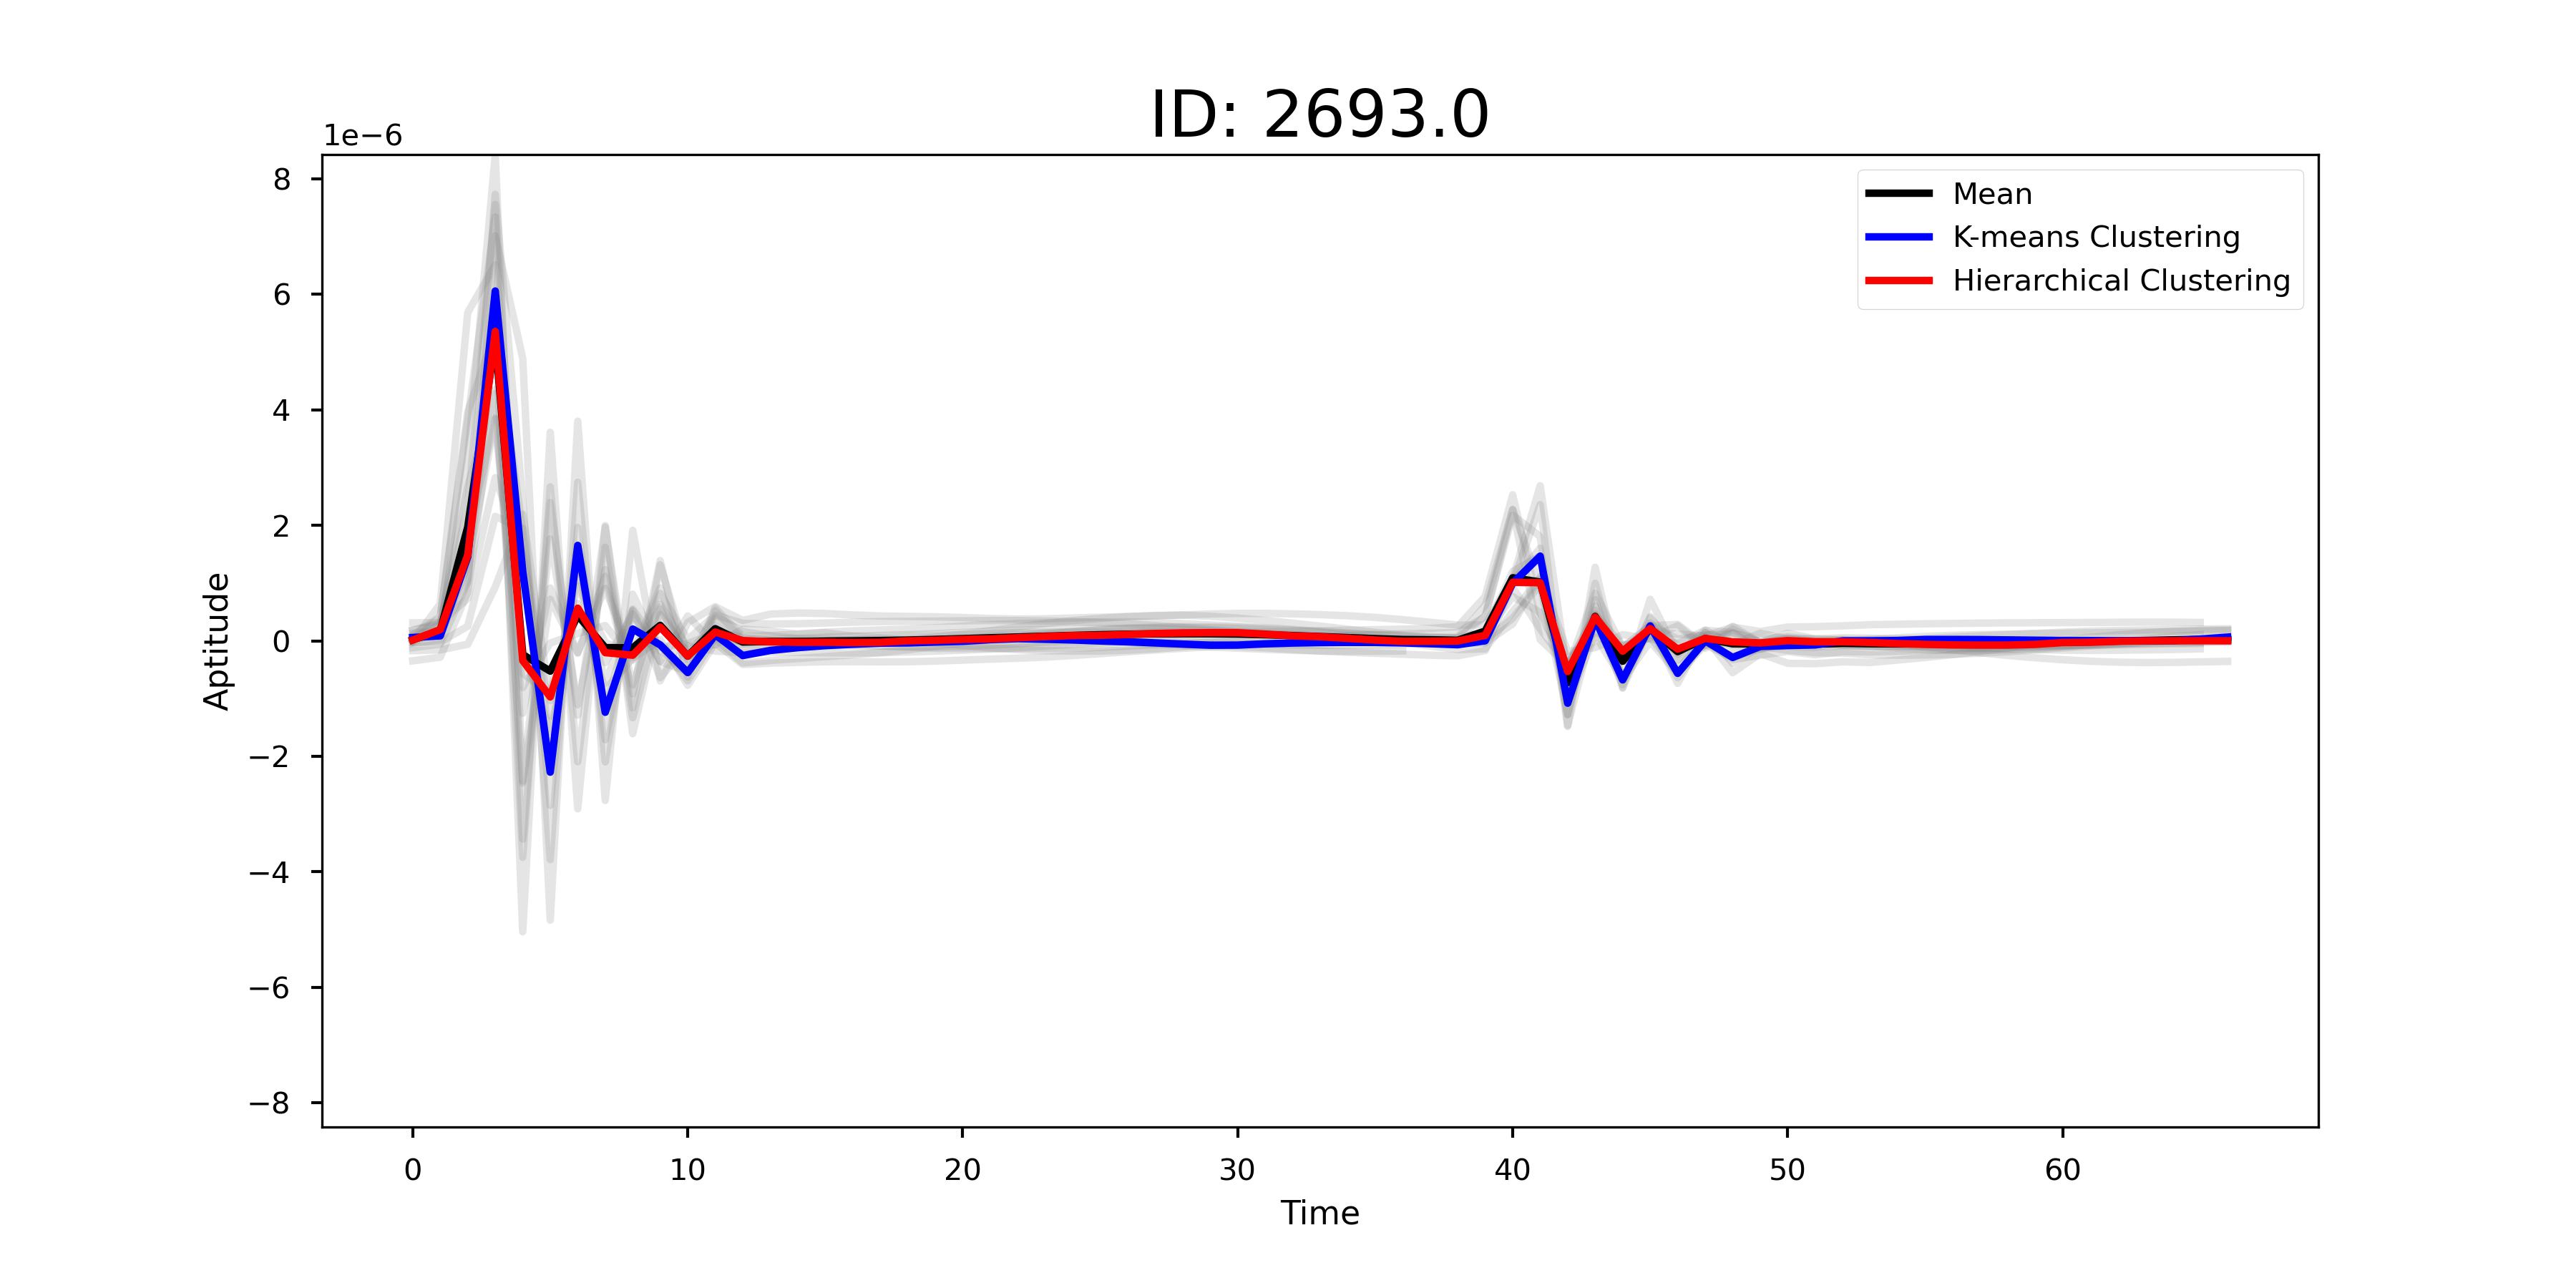 ID: 2693.0
1e−6
8
6
4
2
0
−2
−4
−6
−8
Aptitude
Mean
K-means Clustering
Hierarchical Clustering
0 10 20 30 40 50 60
Time